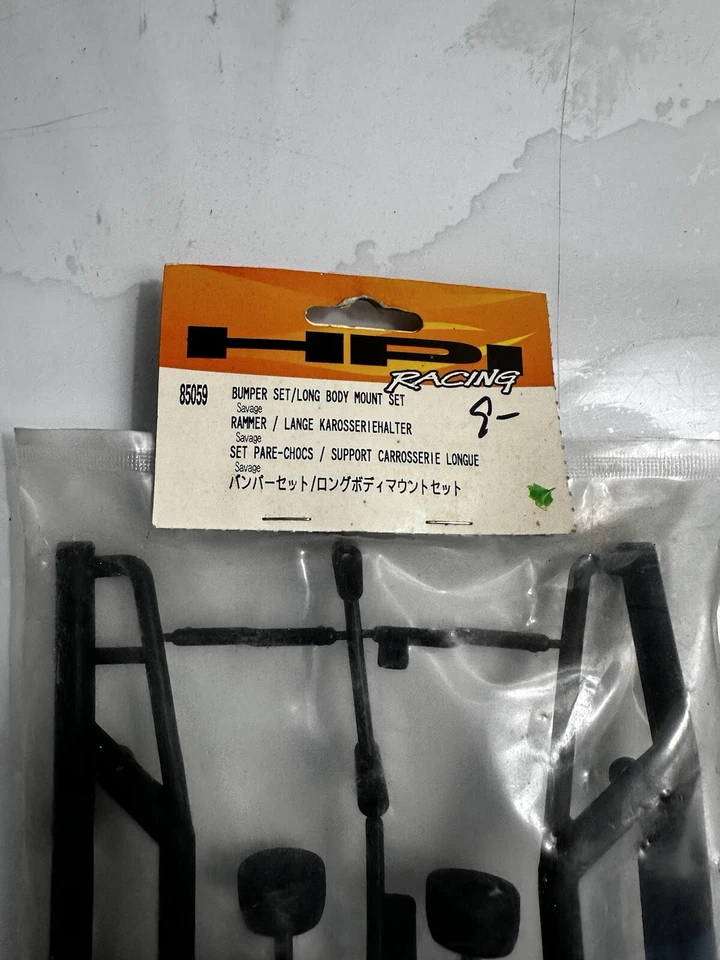 HPI
RACING
85059 BUMPER SET/LONG BODY MOUNT SET
Savage
RAMMER / LANGE KAROSSERIEHALTER
Savage
SET PARE-CHOCS / SUPPORT CARROSSERIE LONGUE
Savage
バンパーセット/ロングボディマウントセット